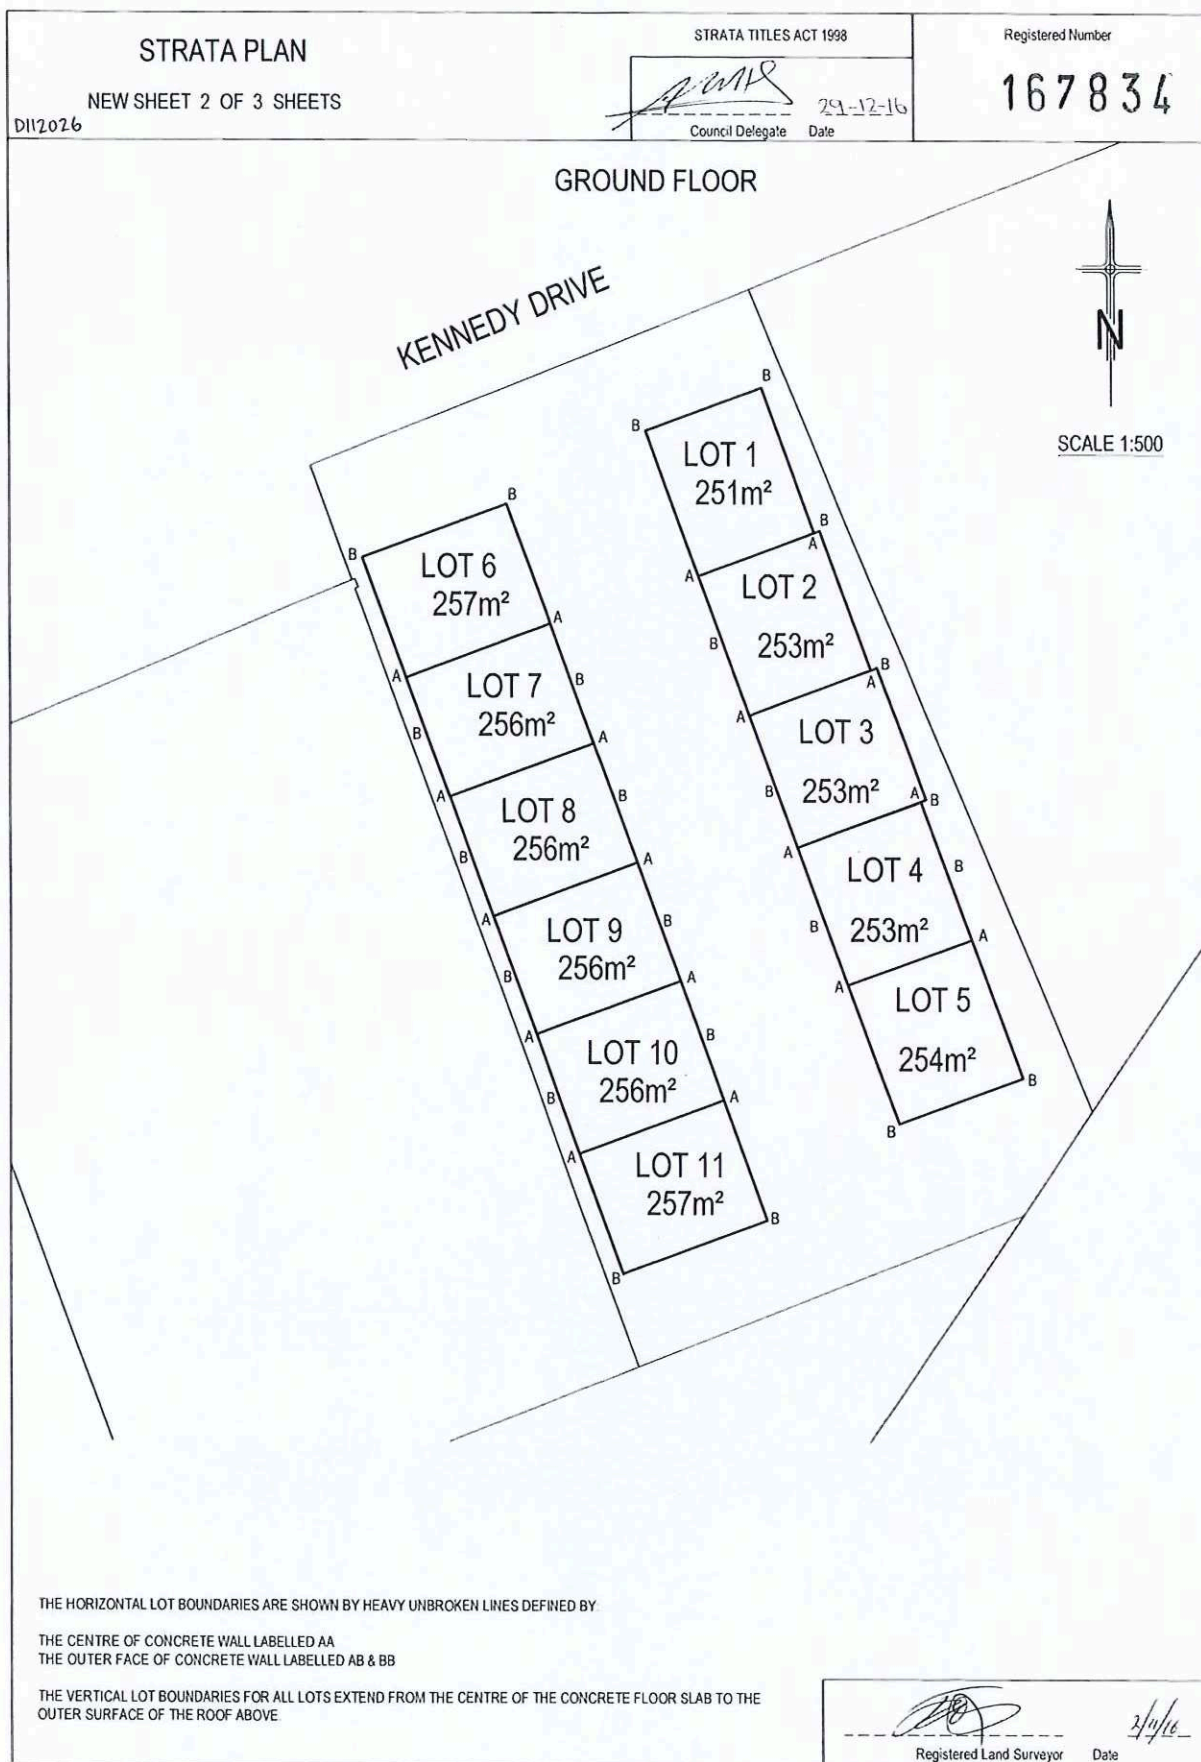 STRATA PLAN
NEW SHEET 2 OF 3 SHEETS
D112026
STRATA TITLES ACT 1998
29-12-16
Council Delegate Date
Registered Number
167834
GROUND FLOOR
KENNEDY DRIVE
N
SCALE 1:500
B
B
LOT 1
251m²
B
A
A
LOT 2
B
253m²
B
A
A
LOT 3
B
253m²
A
B
A
LOT 4
B
B
253m²
A
A
LOT 5
254m²
B
B
B
B
LOT 6
257m²
A
A
LOT 7
B
B
256m²
A
A
LOT 8
B
B
256m²
A
A
LOT 9
B
B
256m²
A
A
LOT 10
B
B
256m²
A
A
LOT 11
257m²
B
B
THE HORIZONTAL LOT BOUNDARIES ARE SHOWN BY HEAVY UNBROKEN LINES DEFINED BY:
THE CENTRE OF CONCRETE WALL LABELLED AA
THE OUTER FACE OF CONCRETE WALL LABELLED AB & BB
THE VERTICAL LOT BOUNDARIES FOR ALL LOTS EXTEND FROM THE CENTRE OF THE CONCRETE FLOOR SLAB TO THE
OUTER SURFACE OF THE ROOF ABOVE.
2/11/16
Registered Land Surveyor Date